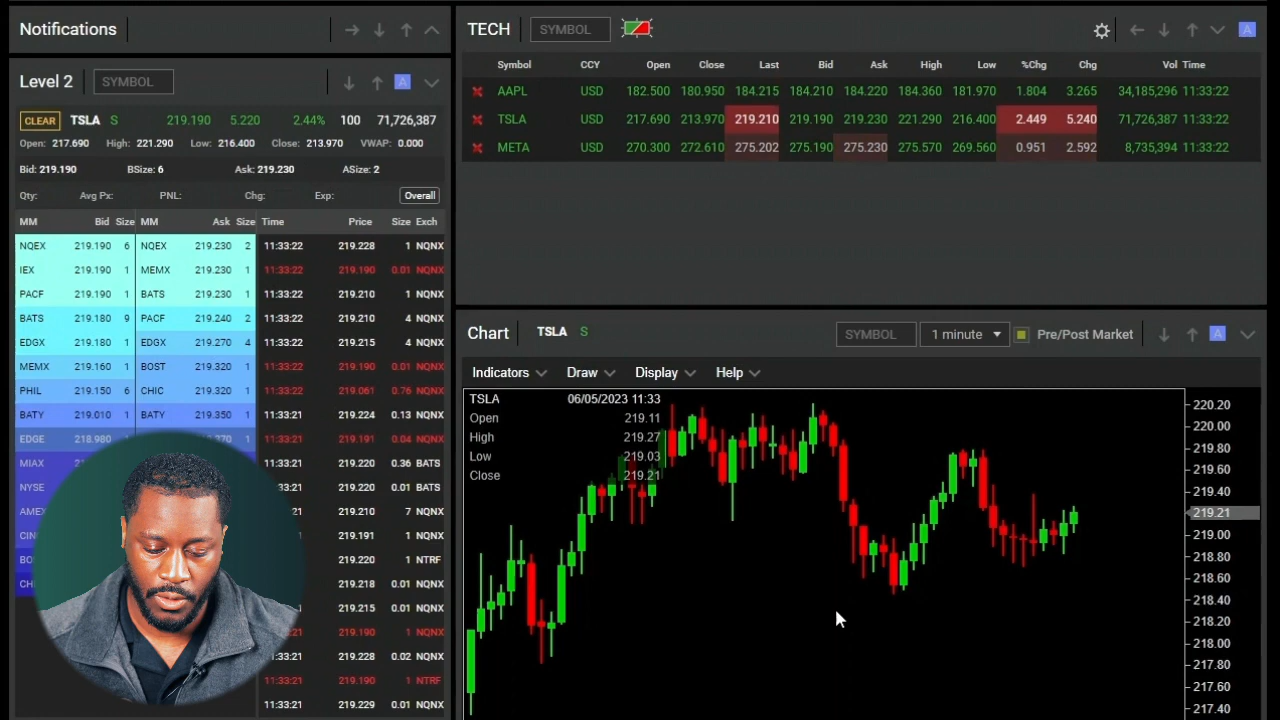 Notifications
Level 2 SYMBOL A
CLEAR TSLA S 219.190 5.220 2.44% 100 71,726,387
Open: 217.690 High: 221.290 Low: 216.400 Close: 213.970 VWAP: 0.000
Bid: 219.190 BSize: 6 Ask: 219.230 ASize: 2
Qty: Avg Px: PNL: Chg: Exp: Overall
MM Bid Size MM Ask Size Time Price Size Exch
NQEX 219.190 6 NQEX 219.230 2 11:33:22 219.228 1 NQNX
IEX 219.190 1 MEMX 219.230 1 11:33:22 219.190 0.01 NQNX
PACF 219.190 1 BATS 219.230 1 11:33:22 219.210 1 NQNX
BATS 219.180 9 PACF 219.240 2 11:33:22 219.210 4 NQNX
EDGX 219.180 1 EDGX 219.270 4 11:33:22 219.215 4 NQNX
MEMX 219.160 1 BOST 219.320 1 11:33:22 219.190 0.01 NQNX
PHIL 219.150 6 CHIC 219.320 1 11:33:22 219.061 0.76 NQNX
BATY 219.010 1 BATY 219.350 1 11:33:21 219.224 0.13 NQNX
EDGE 218.980 11:33:21 219.191 0.04 NQNX
MIAX 11:33:21 219.220 0.36 BATS
NYSE 11:33:21 219.220 0.01 BATS
11:33:21 219.210 7 NQNX
11:33:21 219.191 1 NQNX
11:33:21 219.220 1 NTRF
11:33:21 219.218 0.01 NQNX
219.215 0.01 NQNX
219.190 1 NQNX
219.228 0.02 NQNX
219.190 1 NTRF
11:33:21 219.229 0.01 NQNX
TECH SYMBOL A
Symbol CCY Open Close Last Bid Ask High Low %Chg Chg Vol Time
AAPL USD 182.500 180.950 184.215 184.210 184.220 184.360 181.970 1.804 3.265 34,185,296 11:33:22
TSLA USD 217.690 213.970 219.210 219.190 219.230 221.290 216.400 2.449 5.240 71,726,387 11:33:22
META USD 270.300 272.610 275.202 275.190 275.230 275.570 269.560 0.951 2.592 8,735,394 11:33:22
Chart TSLA S SYMBOL 1 minute Pre/Post Market A
Indicators Draw Display Help
TSLA 06/05/2023 11:33
Open 219.11
High 219.27
Low 219.03
Close 219.21
220.20
220.00
219.80
219.60
219.40
219.21
219.00
218.80
218.60
218.40
218.20
218.00
217.80
217.60
217.40